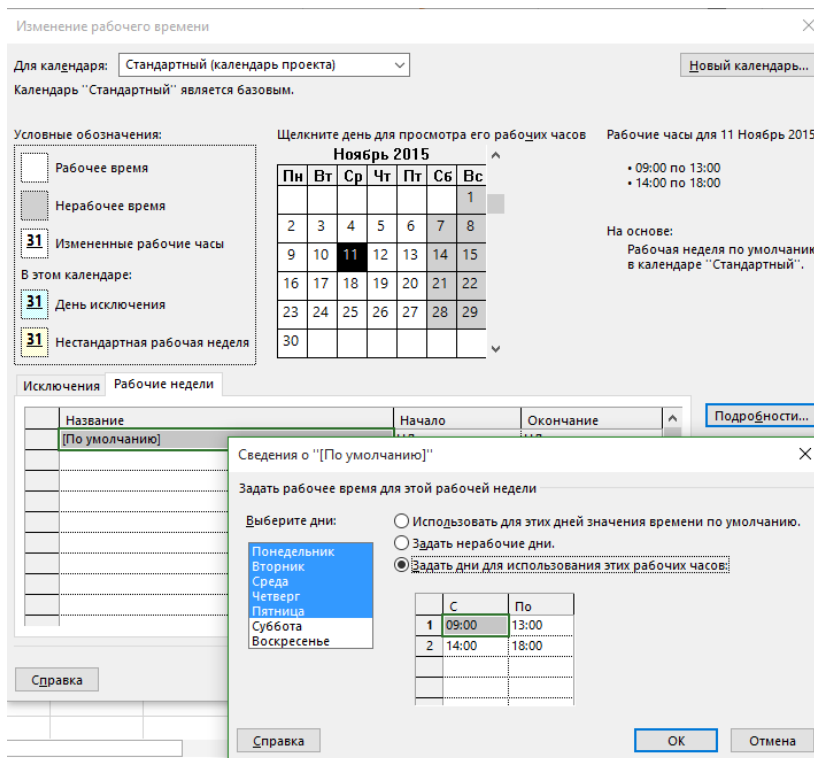 Изменение рабочего времени
Для календаря: Стандартный (календарь проекта)
Новый календарь...
Календарь "Стандартный" является базовым.
Условные обозначения:
Рабочее время
Нерабочее время
31 Измененные рабочие часы
В этом календаре:
31 День исключения
31 Нестандартная рабочая неделя
Щелкните день для просмотра его рабочих часов
Ноябрь 2015
Пн Вт Ср Чт Пт Сб Вс
1
2 3 4 5 6 7 8
9 10 11 12 13 14 15
16 17 18 19 20 21 22
23 24 25 26 27 28 29
30
Рабочие часы для 11 Ноябрь 2015
• 09:00 по 13:00
• 14:00 по 18:00
На основе:
Рабочая неделя по умолчанию
в календаре "Стандартный".
Исключения Рабочие недели
Название Начало Окончание
Подробности...
[По умолчанию]
Сведения о "[По умолчанию]"
Задать рабочее время для этой рабочей недели
Выберите дни:
Понедельник
Вторник
Среда
Четверг
Пятница
Суббота
Воскресенье
Использовать для этих дней значения времени по умолчанию.
Задать нерабочие дни.
Задать дни для использования этих рабочих часов:
С По
1 09:00 13:00
2 14:00 18:00
Справка
Справка
ОК
Отмена